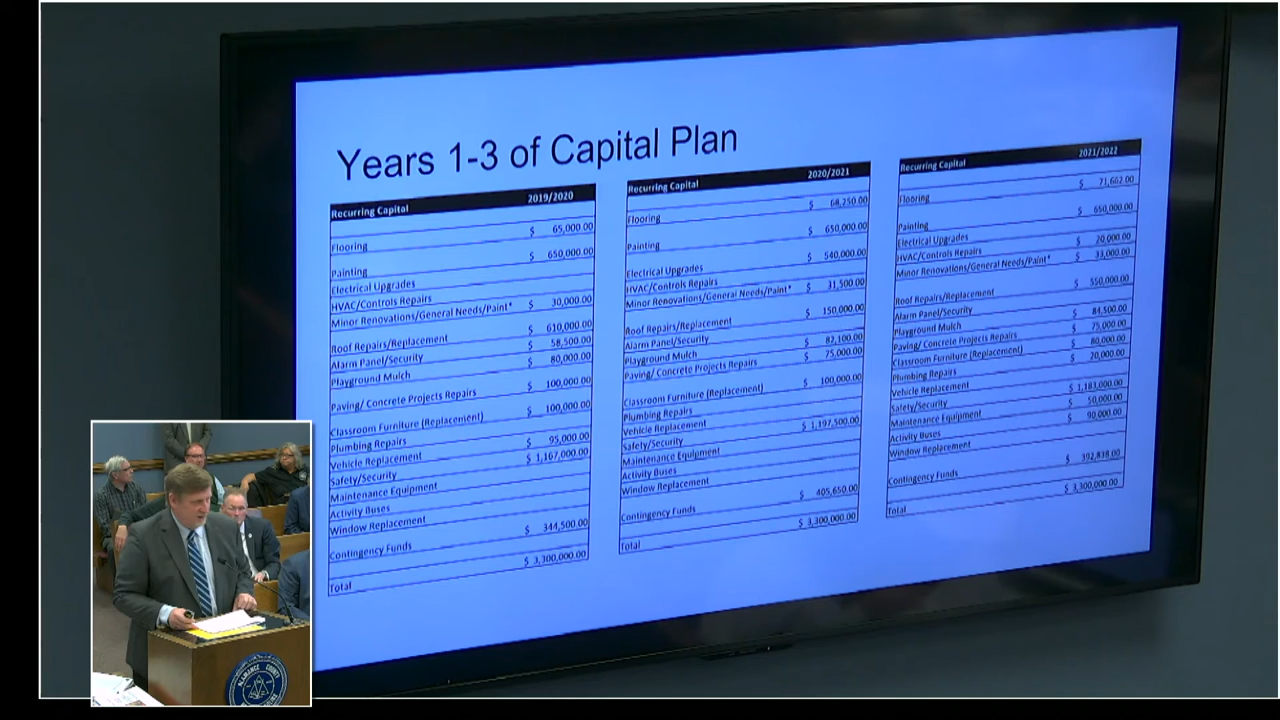 Years 1-3 of Capital Plan
Recurring Capital 2019/2020
Flooring $ 65,000.00
Painting $ 650,000.00
Electrical Upgrades
HVAC/Controls Repairs
Minor Renovations/General Needs/Paint* $ 30,000.00
Roof Repairs/Replacement $ 610,000.00
Alarm Panel/Security $ 58,500.00
Playground Mulch $ 80,000.00
Paving/ Concrete Projects Repairs $ 100,000.00
Classroom Furniture (Replacement) $ 100,000.00
Plumbing Repairs
Vehicle Replacement $ 95,000.00
Safety/Security $ 1,167,000.00
Maintenance Equipment
Activity Buses
Window Replacement
Contingency Funds $ 344,500.00
Total $ 3,300,000.00
Recurring Capital 2020/2021
Flooring $ 68,250.00
Painting $ 650,000.00
Electrical Upgrades $ 540,000.00
HVAC/Controls Repairs
Minor Renovations/General Needs/Paint* $ 31,500.00
Roof Repairs/Replacement $ 150,000.00
Alarm Panel/Security
Playground Mulch $ 82,100.00
Paving/ Concrete Projects Repairs $ 75,000.00
Classroom Furniture (Replacement) $ 100,000.00
Plumbing Repairs
Vehicle Replacement
Safety/Security $ 1,197,500.00
Maintenance Equipment
Activity Buses
Window Replacement
Contingency Funds $ 405,650.00
Total $ 3,300,000.00
Recurring Capital 2021/2022
Flooring $ 71,662.00
Painting $ 650,000.00
Electrical Upgrades
HVAC/Controls Repairs $ 20,000.00
Minor Renovations/General Needs/Paint* $ 33,000.00
Roof Repairs/Replacement $ 550,000.00
Alarm Panel/Security
Playground Mulch $ 84,500.00
Paving/ Concrete Projects Repairs $ 75,000.00
Classroom Furniture (Replacement) $ 80,000.00
Plumbing Repairs $ 20,000.00
Vehicle Replacement
Safety/Security $ 1,183,000.00
Maintenance Equipment $ 50,000.00
Activity Buses $ 90,000.00
Window Replacement
Contingency Funds $ 392,838.00
Total $ 3,300,000.00
ALAMANCE COUNTY